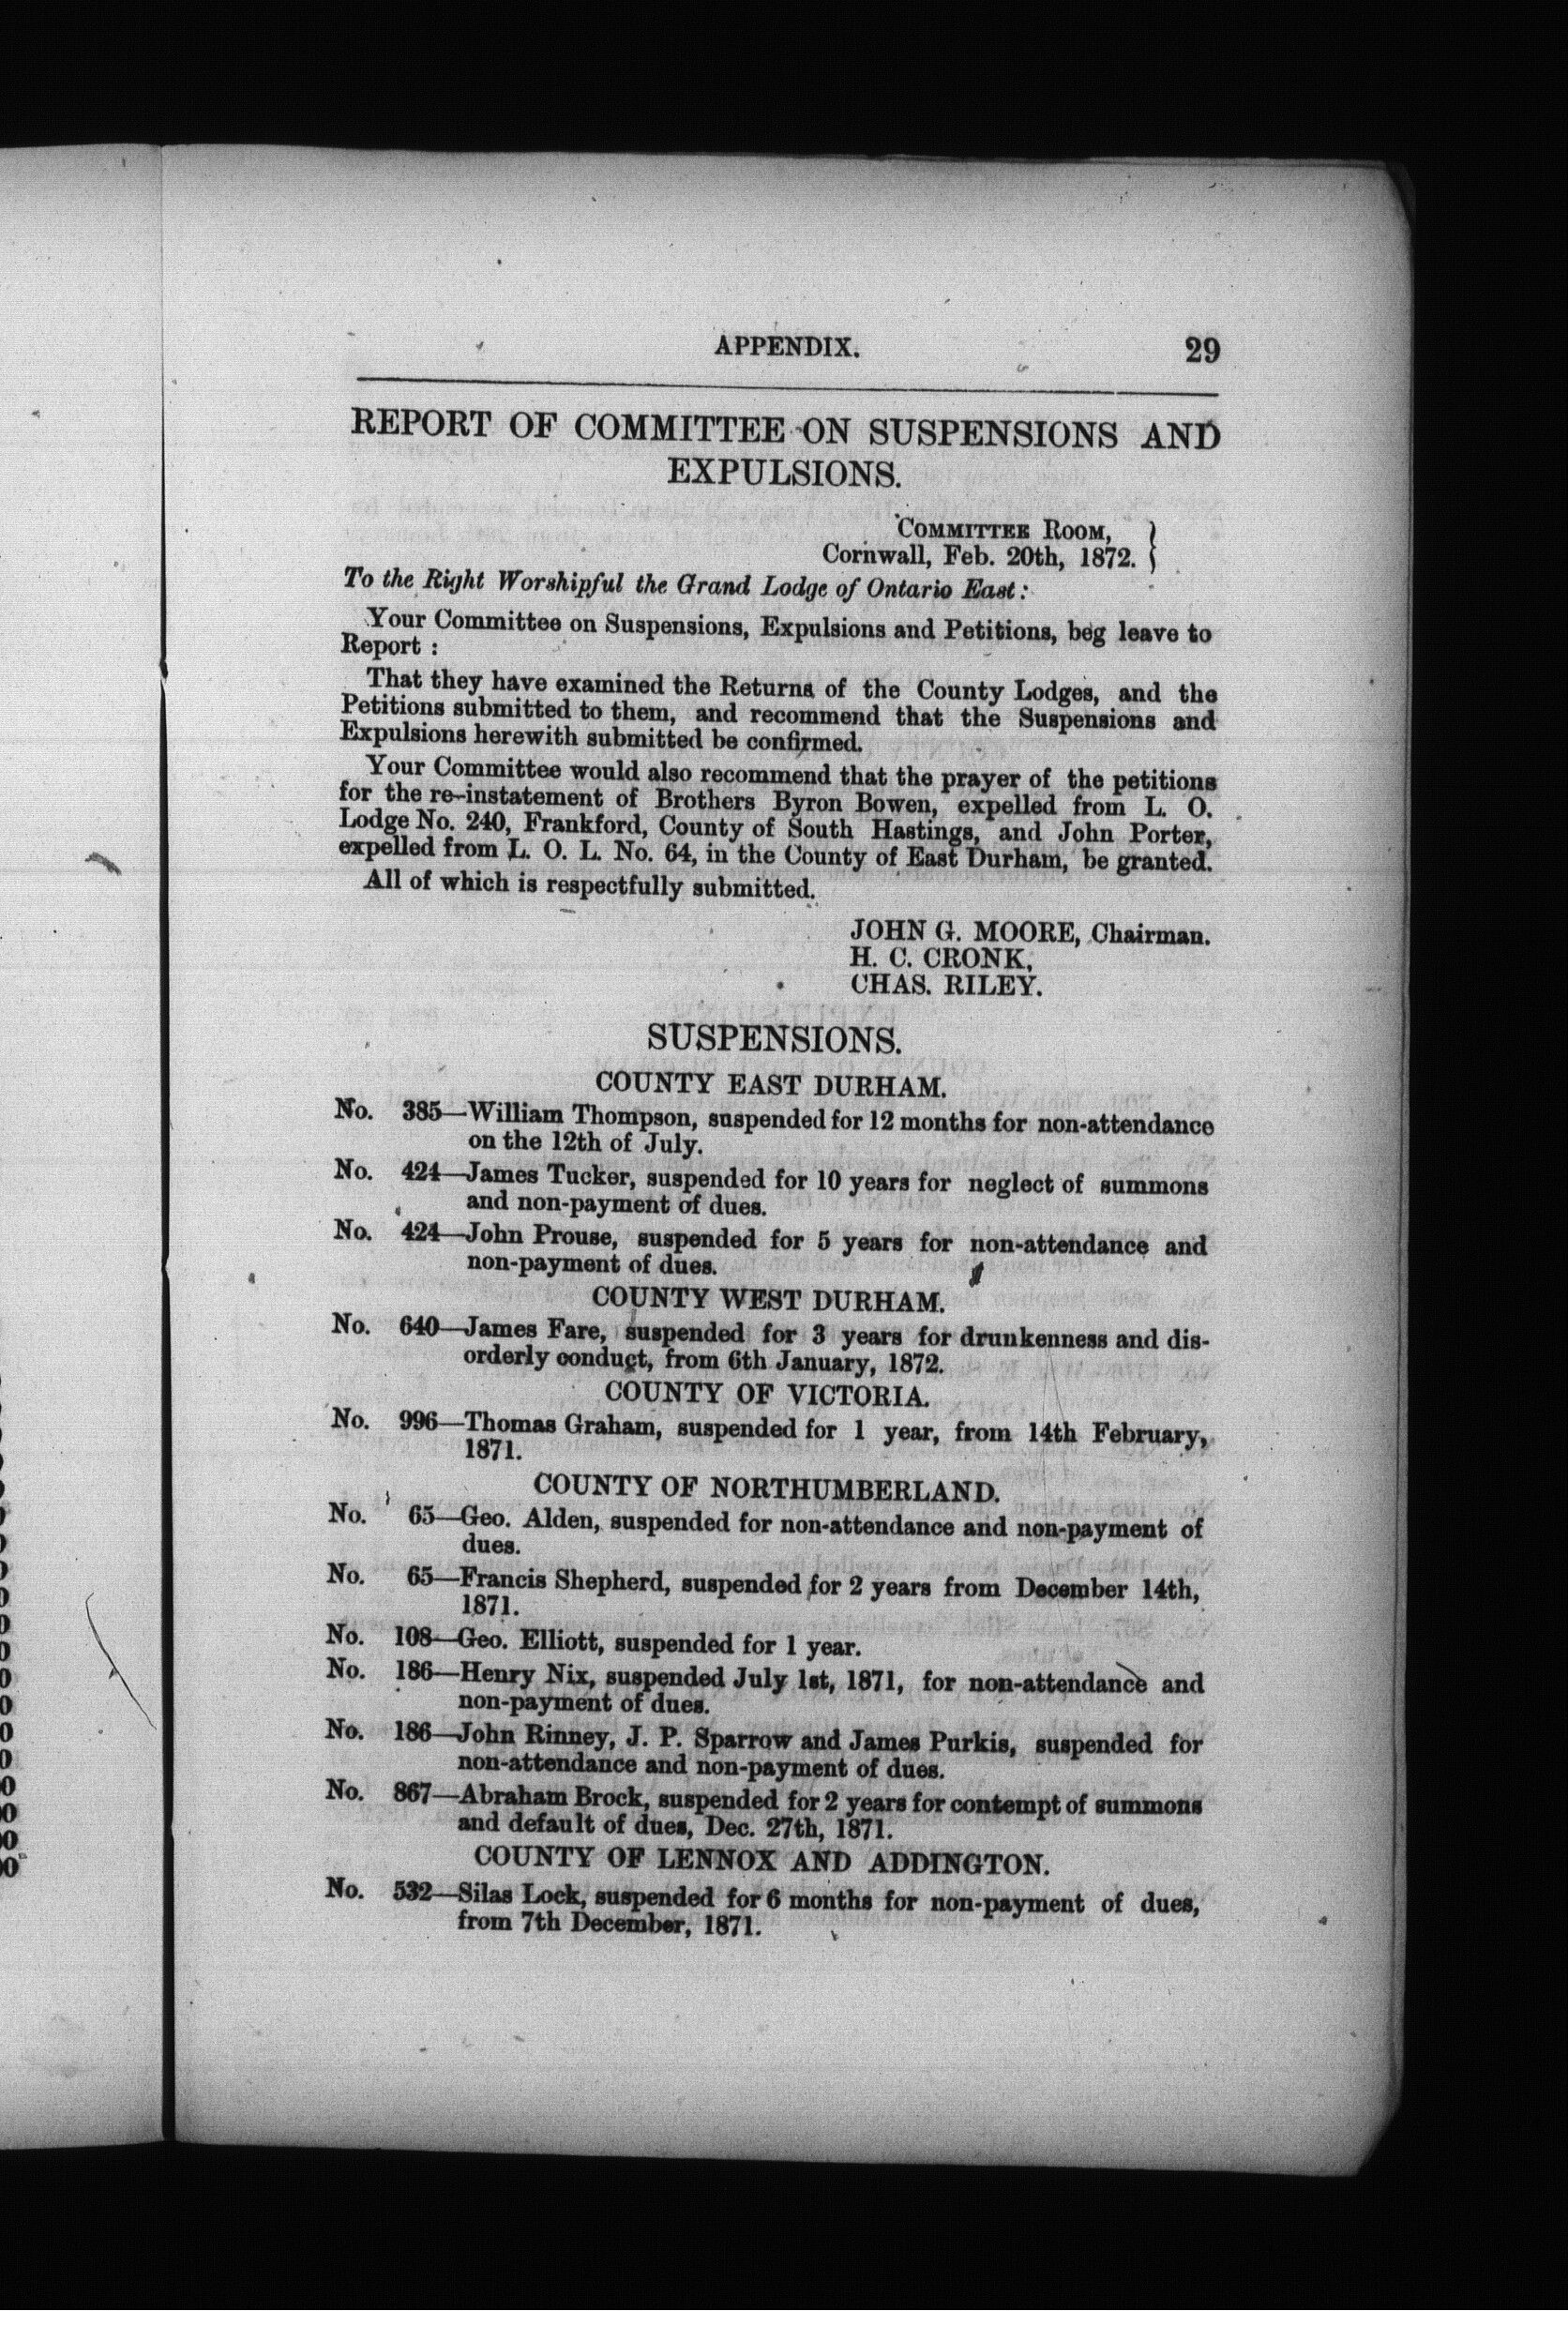 APPENDIX. 29
REPORT OF COMMITTEE ON SUSPENSIONS AND
EXPULSIONS.
COMMITTEE ROOM,
Cornwall, Feb. 20th, 1872. }
To the Right Worshipful the Grand Lodge of Ontario East:
Your Committee on Suspensions, Expulsions and Petitions, beg leave to
Report :
That they have examined the Returns of the County Lodges, and the
Petitions submitted to them, and recommend that the Suspensions and
Expulsions herewith submitted be confirmed.
Your Committee would also recommend that the prayer of the petitions
for the re-instatement of Brothers Byron Bowen, expelled from L. O.
Lodge No. 240, Frankford, County of South Hastings, and John Porter,
expelled from L. O. L. No. 64, in the County of East Durham, be granted.
All of which is respectfully submitted.
JOHN G. MOORE, Chairman.
H. C. CRONK,
CHAS. RILEY.
SUSPENSIONS.
COUNTY EAST DURHAM.
No. 385—William Thompson, suspended for 12 months for non-attendance
on the 12th of July.
No. 424—James Tucker, suspended for 10 years for neglect of summons
and non-payment of dues.
No. 424—John Prouse, suspended for 5 years for non-attendance and
non-payment of dues.
COUNTY WEST DURHAM.
No. 640—James Fare, suspended for 3 years for drunkenness and dis-
orderly conduct, from 6th January, 1872.
COUNTY OF VICTORIA.
No. 996—Thomas Graham, suspended for 1 year, from 14th February,
1871.
COUNTY OF NORTHUMBERLAND.
No. 65—Geo. Alden, suspended for non-attendance and non-payment of
dues.
No. 65—Francis Shepherd, suspended for 2 years from December 14th,
1871.
No. 108—Geo. Elliott, suspended for 1 year.
No. 186—Henry Nix, suspended July 1st, 1871, for non-attendance and
non-payment of dues.
No. 186—John Rinney, J. P. Sparrow and James Purkis, suspended for
non-attendance and non-payment of dues.
No. 867—Abraham Brock, suspended for 2 years for contempt of summons
and default of dues, Dec. 27th, 1871.
COUNTY OF LENNOX AND ADDINGTON.
No. 532—Silas Lock, suspended for 6 months for non-payment of dues,
from 7th December, 1871.